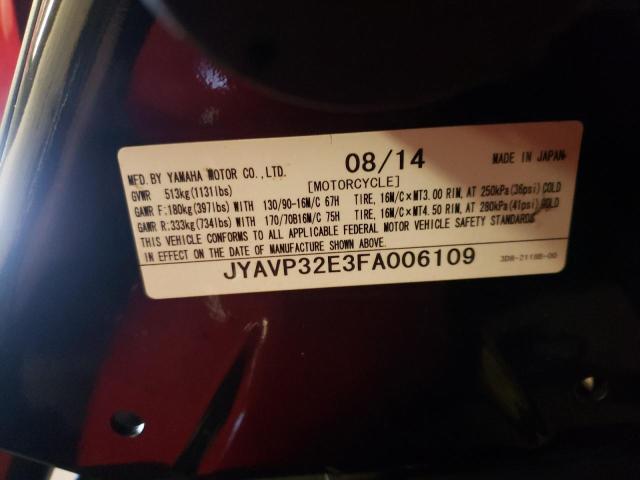 MFD.BY YAMAHA MOTOR CO.,LTD. 08/14 MADE IN JAPAN
GVWR 513kg(1131lbs) [MOTORCYCLE]
GAWR F:180kg(397lbs) WITH 130/90-16M/C 67H TIRE, 16M/C×MT3.00 RIM, AT 250kPa(36psi) COLD
GAWR R:333kg(734lbs) WITH 170/70B16M/C 75H TIRE, 16M/C×MT4.50 RIM, AT 280kPa(41psi) COLD
THIS VEHICLE CONFORMS TO ALL APPLICABLE FEDERAL MOTOR VEHICLE SAFETY STANDARDS
IN EFFECT ON THE DATE OF MANUFACTURE SHOWN ABOVE.
JYAVP32E3FA006109 3D8-2118B-00